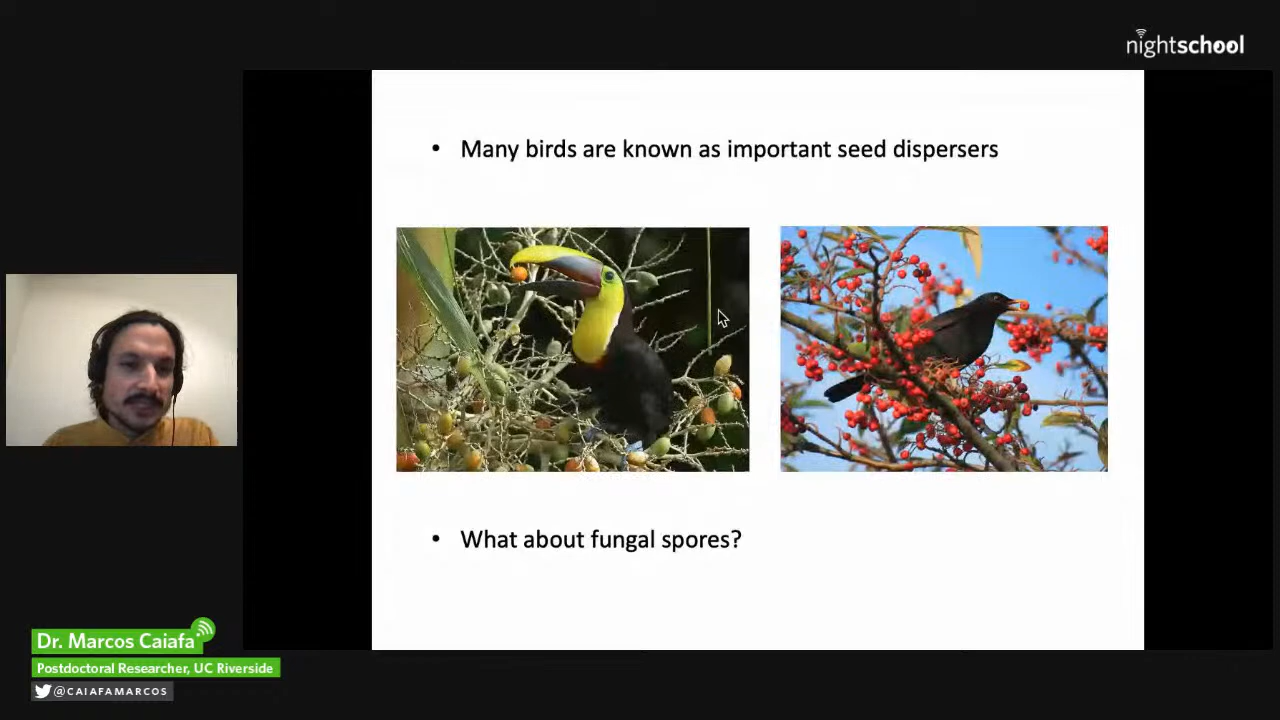 nightschool
• Many birds are known as important seed dispersers
• What about fungal spores?
Dr. Marcos Caiafa
Postdoctoral Researcher, UC Riverside
@CAIAFAMARCOS